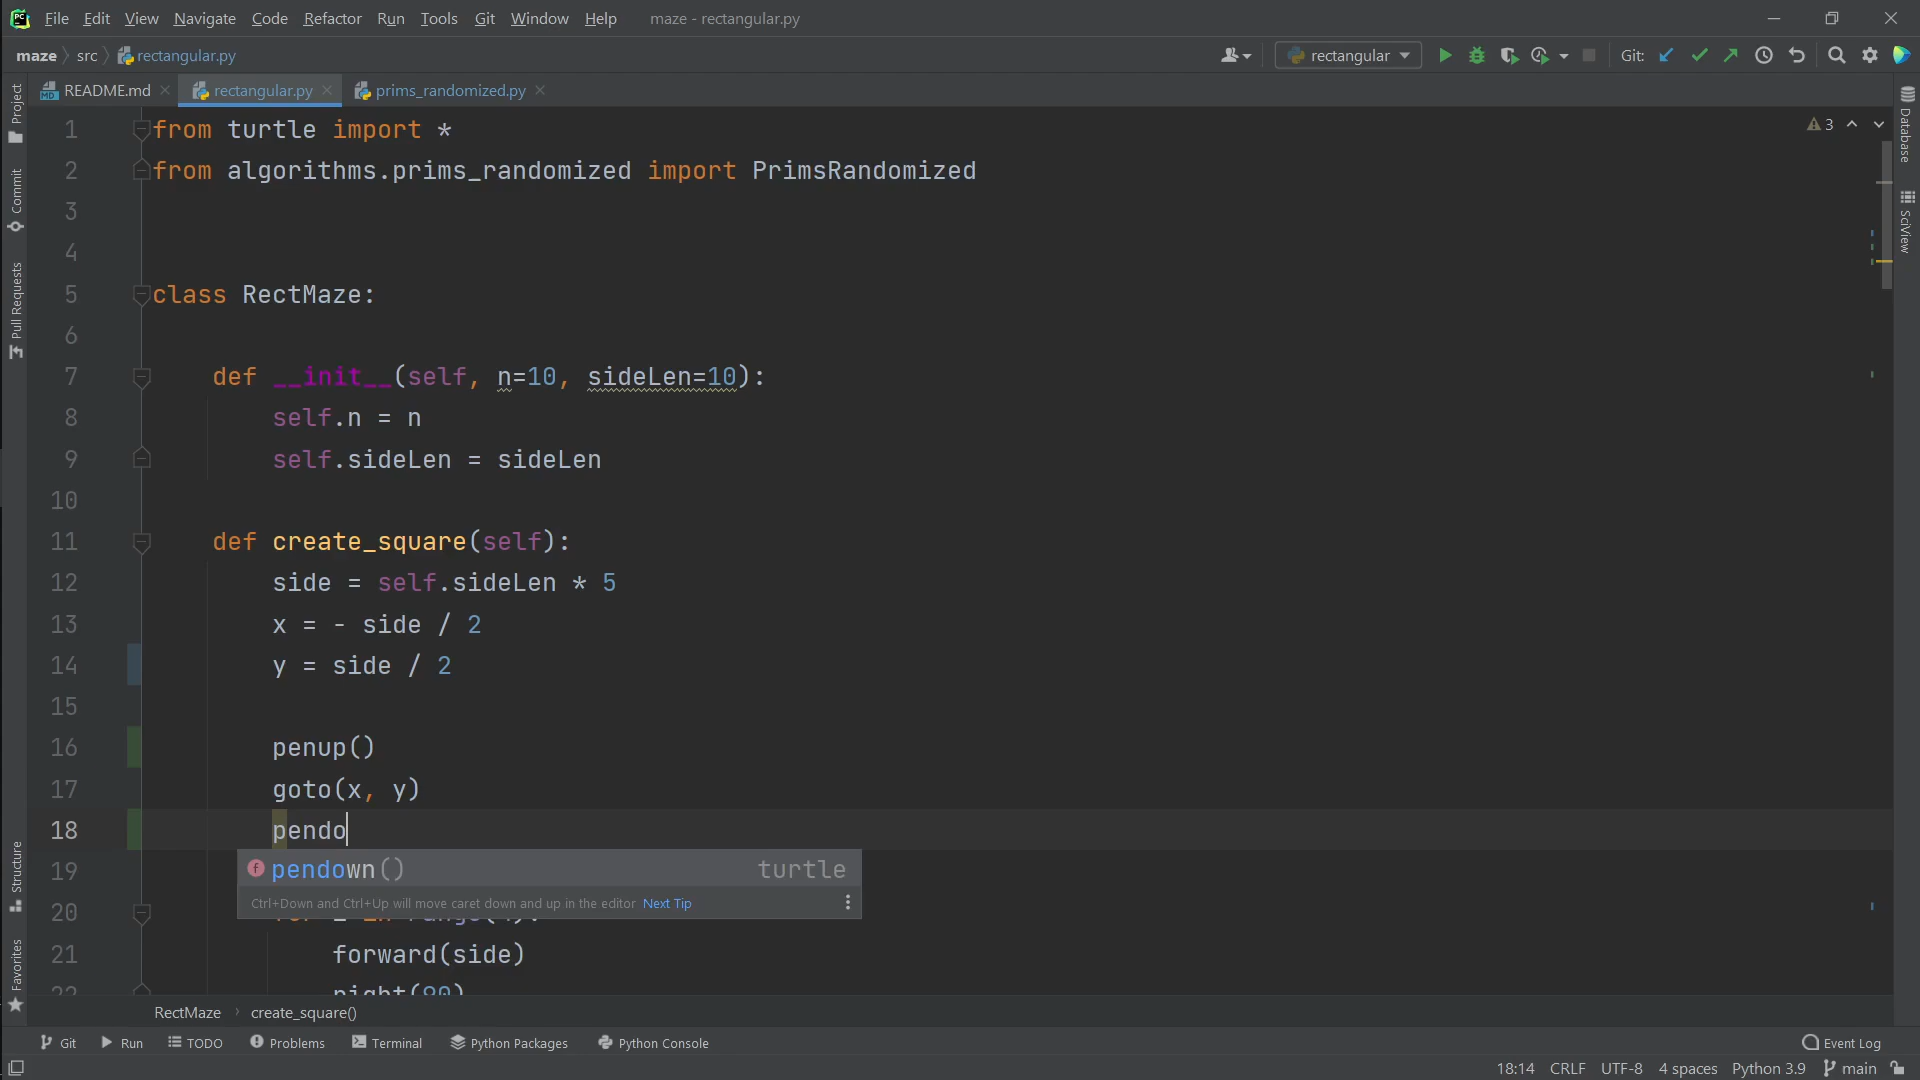 File Edit View Navigate Code Refactor Run Tools Git Window Help maze - rectangular.py
maze src rectangular.py rectangular Git:
README.md rectangular.py prims_randomized.py
Project
Commit
Pull Requests
Structure
Favorites
Database
SciView
3
1 from turtle import *
2 from algorithms.prims_randomized import PrimsRandomized
3
4
5 class RectMaze:
6
7 def __init__(self, n=10, sideLen=10):
8 self.n = n
9 self.sideLen = sideLen
10
11 def create_square(self):
12 side = self.sideLen * 5
13 x = - side / 2
14 y = side / 2
15
16 penup()
17 goto(x, y)
18 pendo
19 pendown() turtle
Ctrl+Down and Ctrl+Up will move caret down and up in the editor Next Tip
20
21 forward(side)
22 right(90)
RectMaze create_square()
Git Run TODO Problems Terminal Python Packages Python Console Event Log
18:14 CRLF UTF-8 4 spaces Python 3.9 main